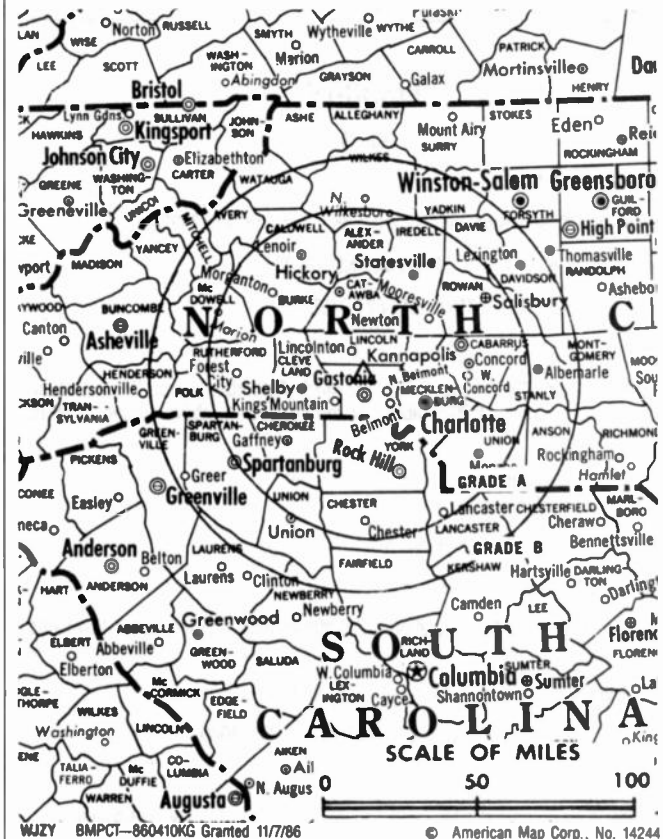 Norton RUSSELL SMYTH Wytheville WYTHE Pulaski
LAN WISE CARROLL PATRICK
LEE SCOTT WASH- Marion
INGTON GRAYSON Galax Mortinsville
Abingdon HENRY
Bristol
Lynn Gdns. SULLIVAN JOHN- ASHE ALLEGHANY STOKES
HAWKINS Kingsport SON Mount Airy Eden
SURRY ROCKINGHAM
Johnson City Elizabethton WILKES
WASHING- CARTER WATAUGA
GREENE TON Winston-Salem Greensboro
Greeneville UNICOI AVERY N. YADKIN FORSYTH GUIL-
MITCHELL Wilkesboro FORD
CALDWELL ALEX- IREDELL DAVIE High Point
YANCEY Lenoir ANDER
MADISON Hickory Statesville Lexington Thomasville
Morganton DAVIDSON RANDOLPH
Mc CAT- ROWAN
DOWELL BURKE AWBA Mooresville Salisbury Ashebo
BUNCOMBE Newton
N O R T H C
Canton Asheville Marion LINCOLN CABARRUS MONT-
RUTHERFORD Lincolnton Kannapolis GOMERY
HENDERSON Forest CLEVE Concord
City LAND N. Belmont W. Albemarle
Hendersonville Shelby Gastonia MECKLEN- Concord
TRAN- POLK Kings Mountain BURG STANLY
SYLVANIA Belmont Charlotte
GREEN- SPARTAN- CHEROKEE ANSON RICHMOND
VILLE BURG Gaffney YORK UNION
PICKENS Rock Hill Rockingham
Greer Spartanburg Hamlet
GRADE A
Easley Greenville UNION CHESTER MARL-
Lancaster CHESTERFIELD BORO
Union Chester LANCASTER Cheraw
Anderson Belton LAURENS GRADE B Bennettsville
FAIRFIELD KERSHAW
HART ANDERSON Laurens Clinton Hartsville DARLING-
NEWBERRY TON
Newberry Camden LEE
Greenwood
ELBERT ABBEVILLE
Abbeville GREEN- S O U T H
Elberton WOOD SALUDA RICH-
LAND
W. Columbia Columbia SUMTER
Mc LEX- Sumter
CORMICK EDGE- INGTON Cayce Shannontown
WILKES FIELD
Washington LINCOLN C A R O L I N A
AIKEN SCALE OF MILES
TALIA- Mc CO-
FERRO DUFFIE LUMBIA
0 50 100
WARREN Augusta N. Augus
WJZY BMPCT—860410KG Granted 11/7/86 © American Map Corp., No. 14244